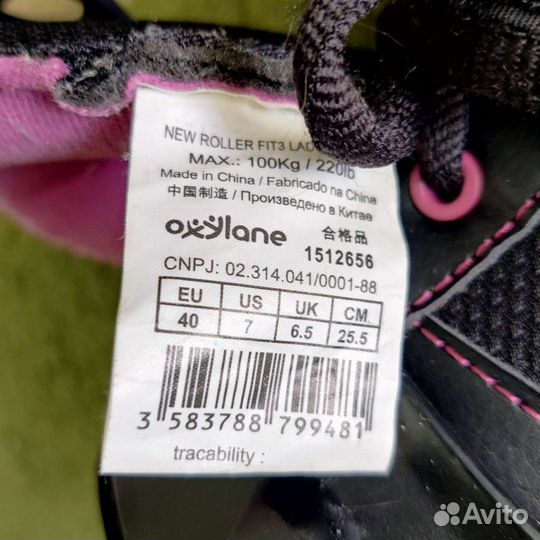 NEW ROLLER FIT3
MAX.: 100Kg / 220lb
Made in China / Fabricado na China
中国制造 / Произведено в Китае
oxylane 合格品
1512656
CNPJ: 02.314.041/0001-88
EU US UK CM
40 7 6.5 25.5
3 583788 799481
tracability :
Avito